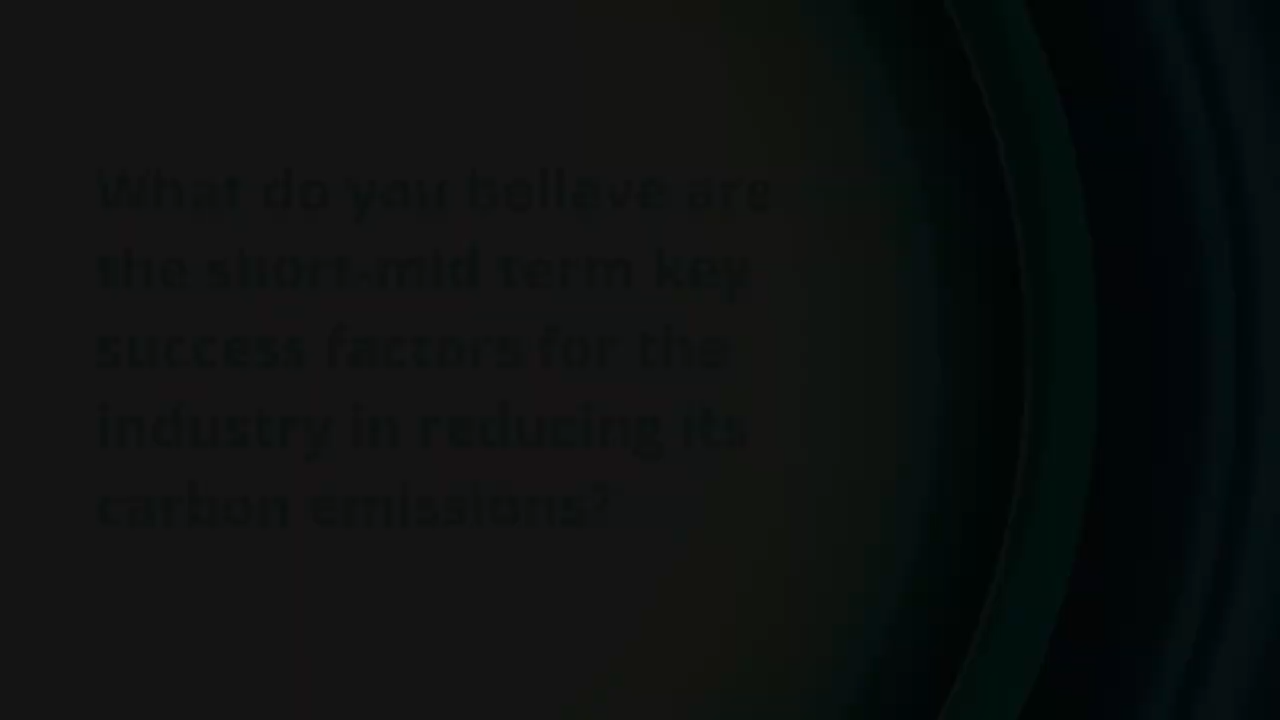 What do you believe are
the short-mid term key
success factors for the
industry in reducing its
carbon emissions?